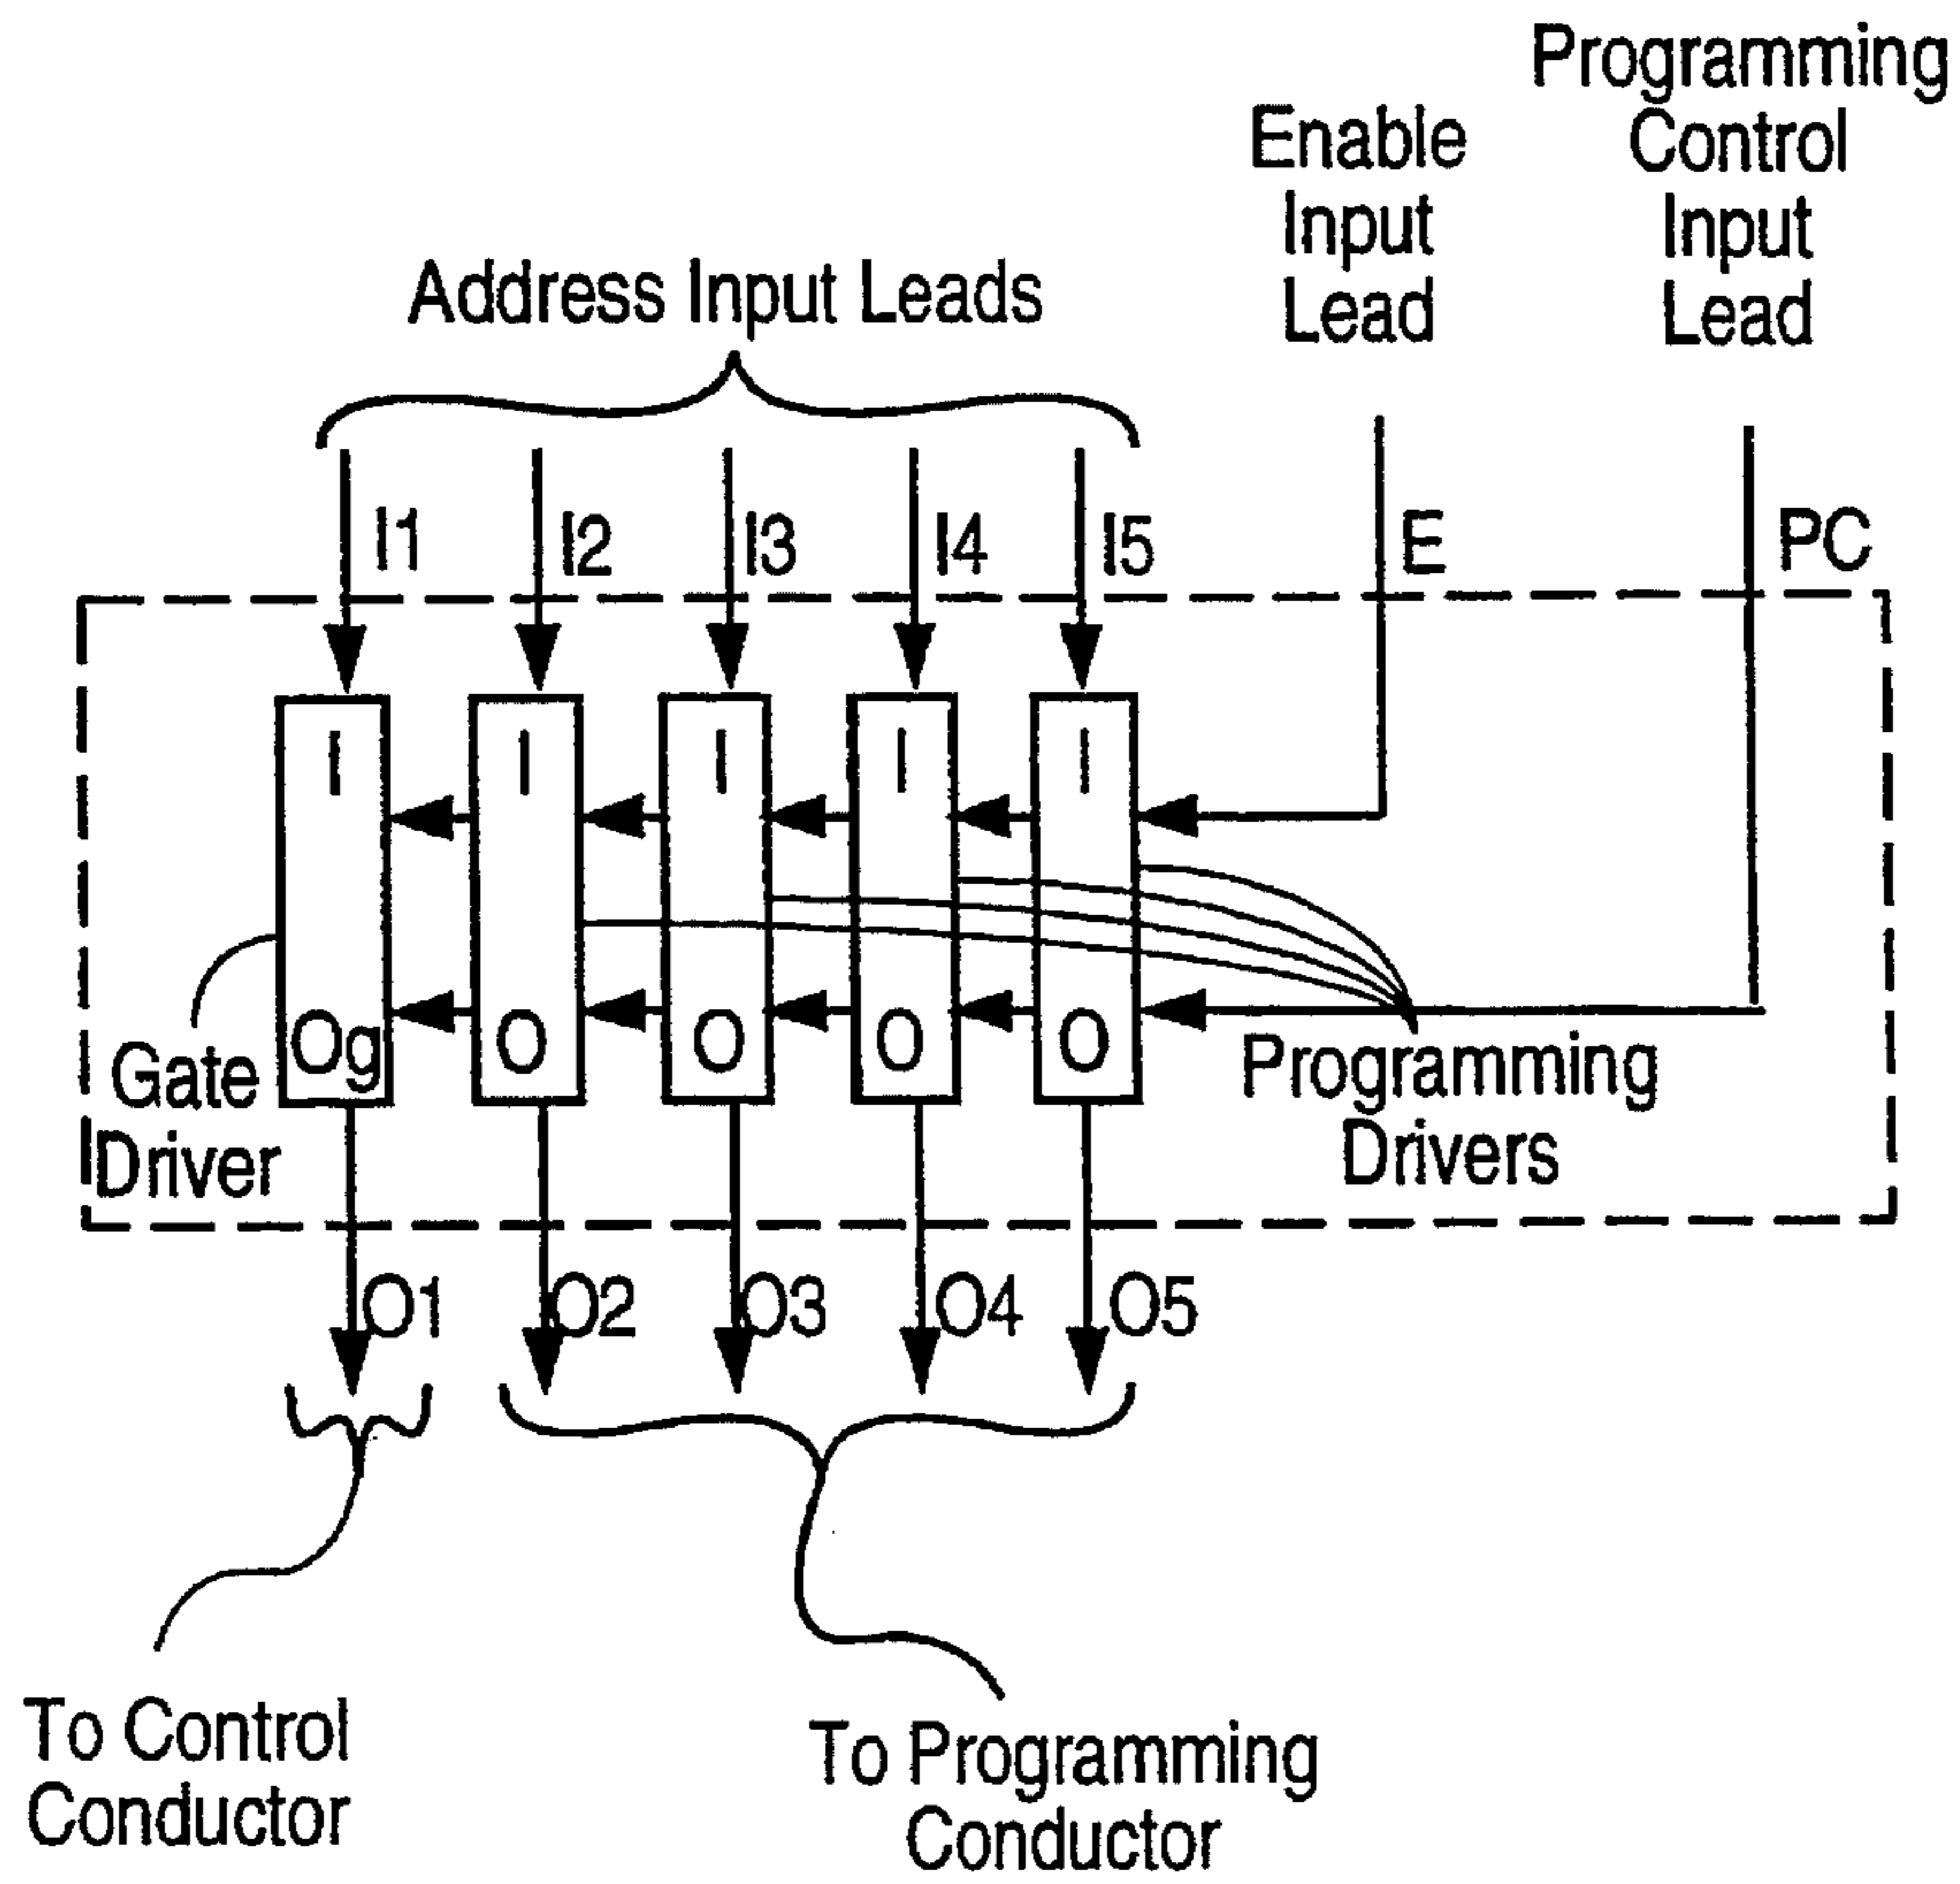 Programming
Control
Input
Lead
Enable
Input
Lead
Address Input Leads
I1
I2
I3
I4
I5
E
PC
I
I
I
I
I
Og
O
O
O
O
Gate
Driver
Programming
Drivers
O1
O2
O3
O4
O5
To Control
Conductor
To Programming
Conductor